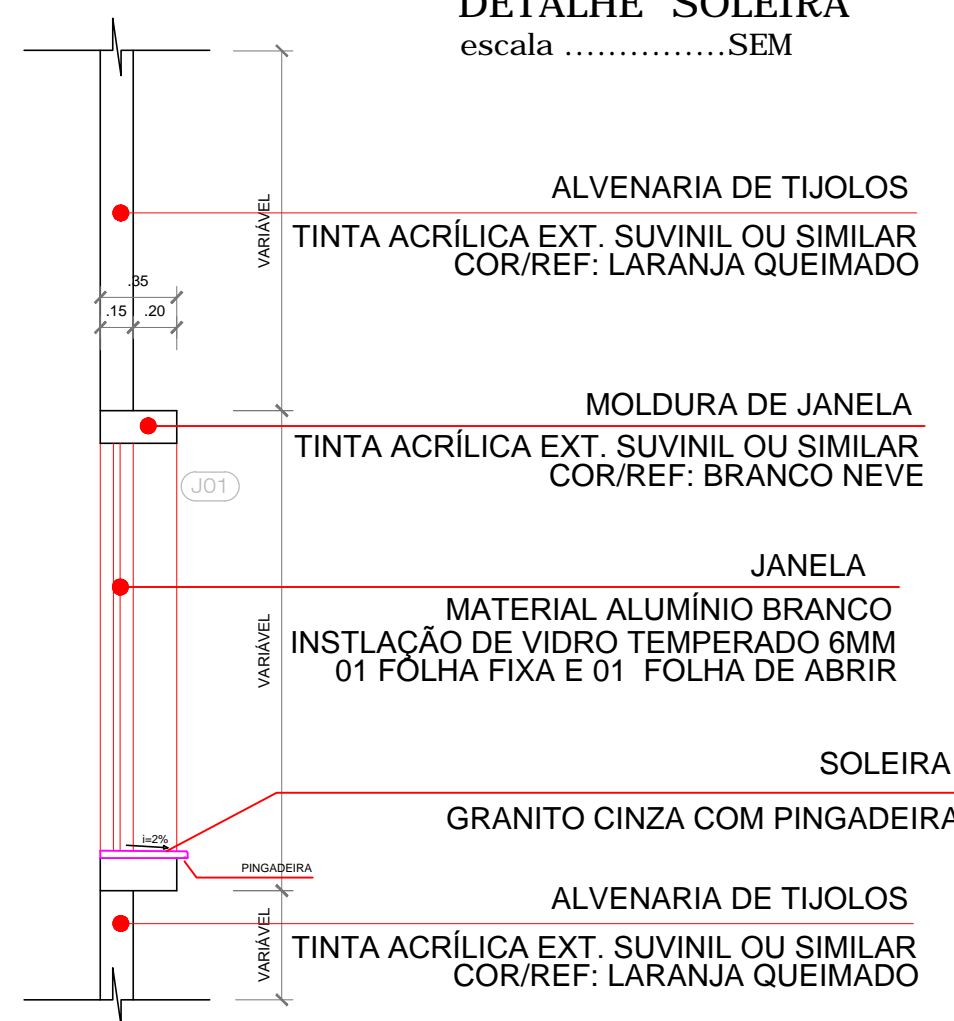 DETALHE SOLEIRA
escala ...............SEM
ALVENARIA DE TIJOLOS
VARIÁVEL
TINTA ACRÍLICA EXT. SUVINIL OU SIMILAR
COR/REF: LARANJA QUEIMADO
.35
.15 .20
MOLDURA DE JANELA
TINTA ACRÍLICA EXT. SUVINIL OU SIMILAR
COR/REF: BRANCO NEVE
J01
JANELA
MATERIAL ALUMÍNIO BRANCO
VARIÁVEL
INSTLAÇÃO DE VIDRO TEMPERADO 6MM
01 FOLHA FIXA E 01 FOLHA DE ABRIR
SOLEIRA
GRANITO CINZA COM PINGADEIRA
i=2%
PINGADEIRA
ALVENARIA DE TIJOLOS
VARIÁVEL
TINTA ACRÍLICA EXT. SUVINIL OU SIMILAR
COR/REF: LARANJA QUEIMADO